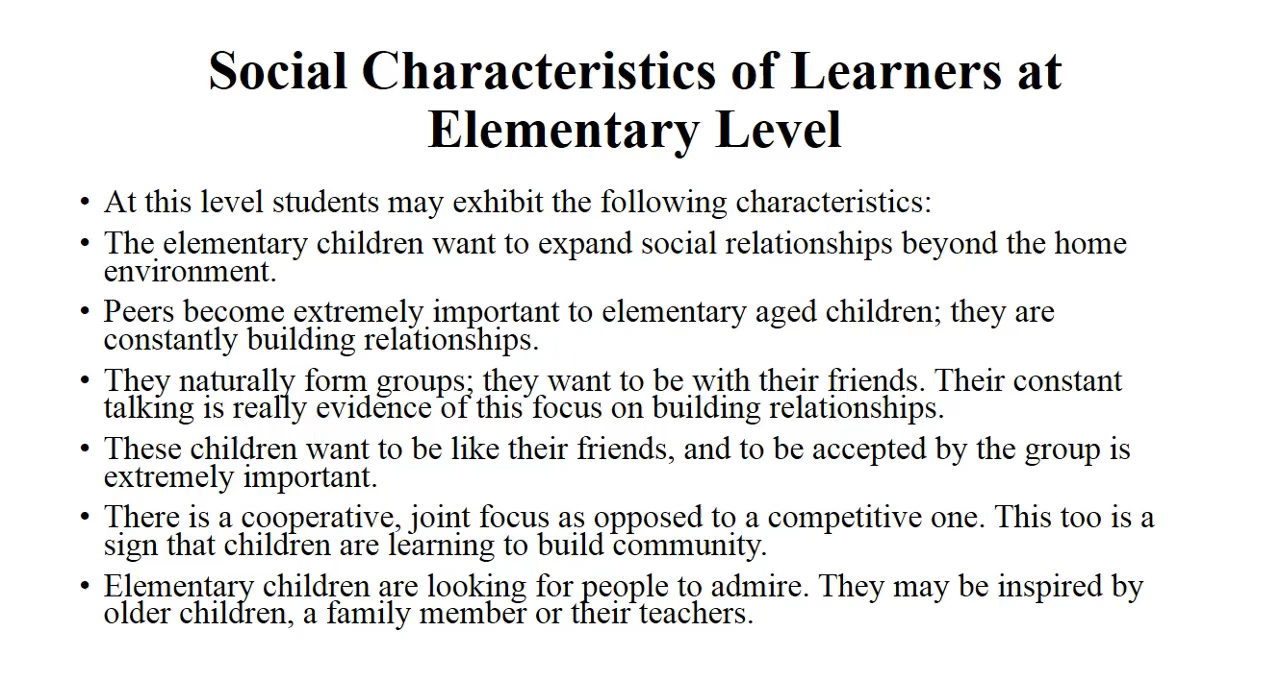 Social Characteristics of Learners at
Elementary Level
• At this level students may exhibit the following characteristics:
• The elementary children want to expand social relationships beyond the home
environment.
• Peers become extremely important to elementary aged children; they are
constantly building relationships.
• They naturally form groups; they want to be with their friends. Their constant
talking is really evidence of this focus on building relationships.
• These children want to be like their friends, and to be accepted by the group is
extremely important.
• There is a cooperative, joint focus as opposed to a competitive one. This too is a
sign that children are learning to build community.
• Elementary children are looking for people to admire. They may be inspired by
older children, a family member or their teachers.